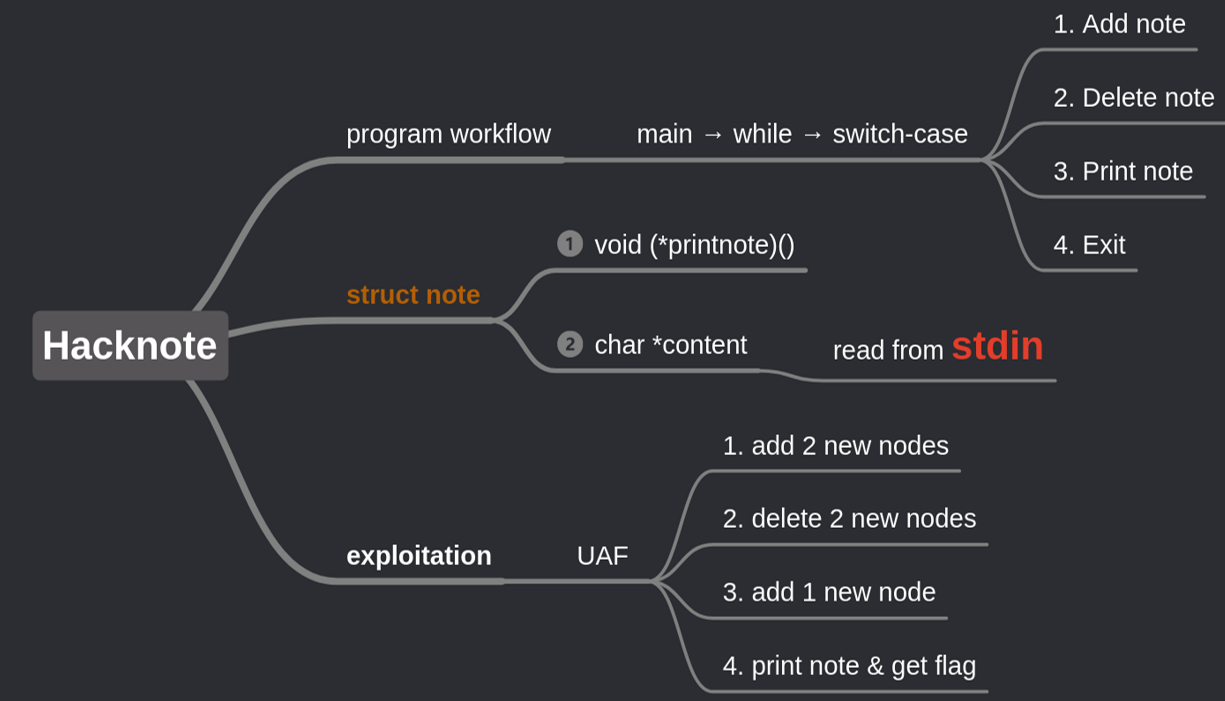 Hacknote
program workflow
main → while → switch-case
1. Add note
2. Delete note
3. Print note
4. Exit
struct note
1 void (*printnote)()
2 char *content
read from stdin
exploitation
UAF
1. add 2 new nodes
2. delete 2 new nodes
3. add 1 new node
4. print note & get flag